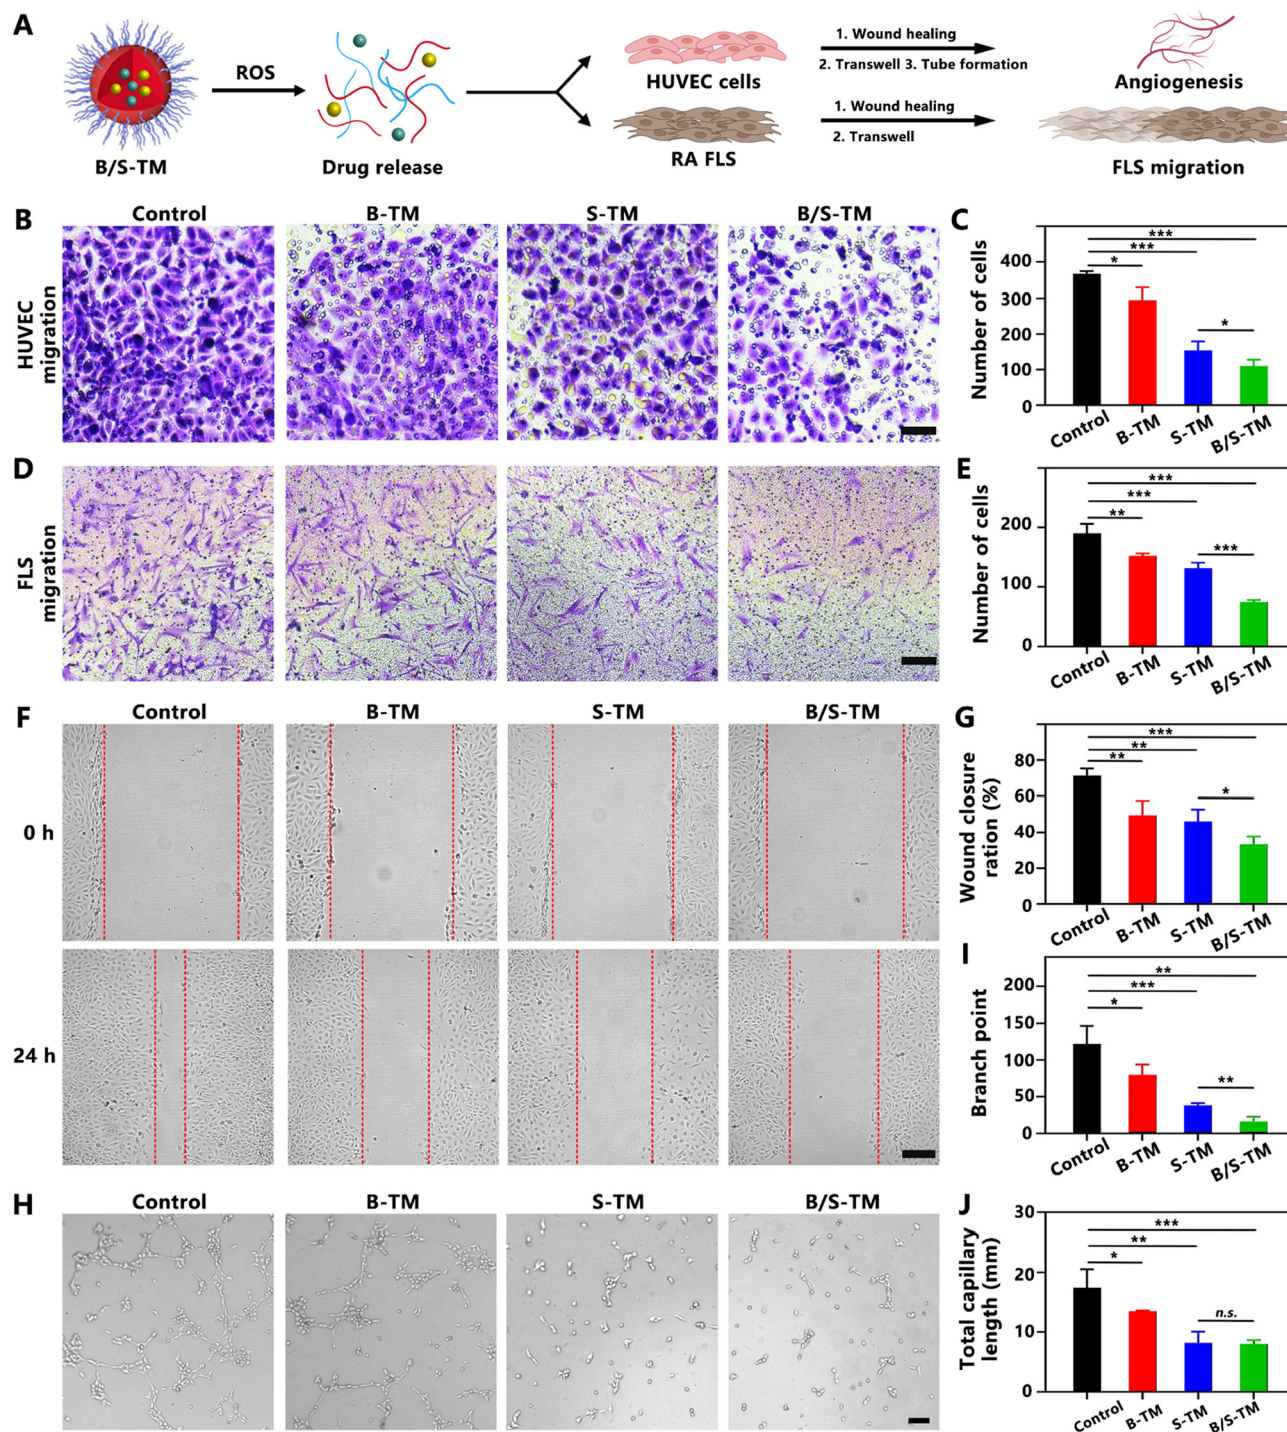 A
B/S-TM
ROS
Drug release
HUVEC cells
RA FLS
1. Wound healing
2. Transwell 3. Tube formation
1. Wound healing
2. Transwell
Angiogenesis
FLS migration
B
Control
B-TM
S-TM
B/S-TM
HUVEC
migration
C
Number of cells
400
300
200
100
0
***
***
*
*
Control
B-TM
S-TM
B/S-TM
D
FLS
migration
E
Number of cells
200
100
0
***
***
**
***
Control
B-TM
S-TM
B/S-TM
F
Control
B-TM
S-TM
B/S-TM
0 h
24 h
G
Wound closure
ration (%)
80
60
40
20
0
***
**
**
*
Control
B-TM
S-TM
B/S-TM
I
Branch point
200
150
100
50
0
**
***
*
**
Control
B-TM
S-TM
B/S-TM
H
Control
B-TM
S-TM
B/S-TM
J
Total capillary
length (mm)
30
20
10
0
***
**
*
n.s.
Control
B-TM
S-TM
B/S-TM